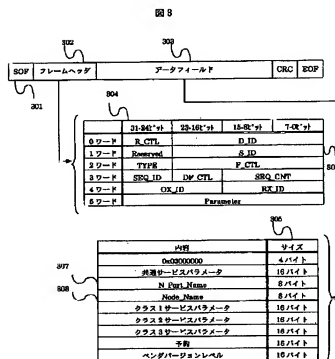 図8
302
303
SOF フレームヘッダ データフィールド CRC EOF
301
304
31-24ビット 23-16ビット 15-8ビット 7-0ビット
0ワード R_CTL D_ID
1ワード Reserved S_ID
2ワード TYPE F_CTL
3ワード SEQ_ID DF_CTL SEQ_CNT
4ワード OX_ID RX_ID
5ワード Parameter
306
内容 サイズ
0x03000000 4バイト
共通サービスパラメータ 16バイト
307
N_Port_Name 8バイト
308
Node_Name 8バイト
クラス1サービスパラメータ 16バイト
クラス2サービスパラメータ 16バイト
クラス3サービスパラメータ 16バイト
予約 16バイト
ベンダバージョンレベル 16バイト